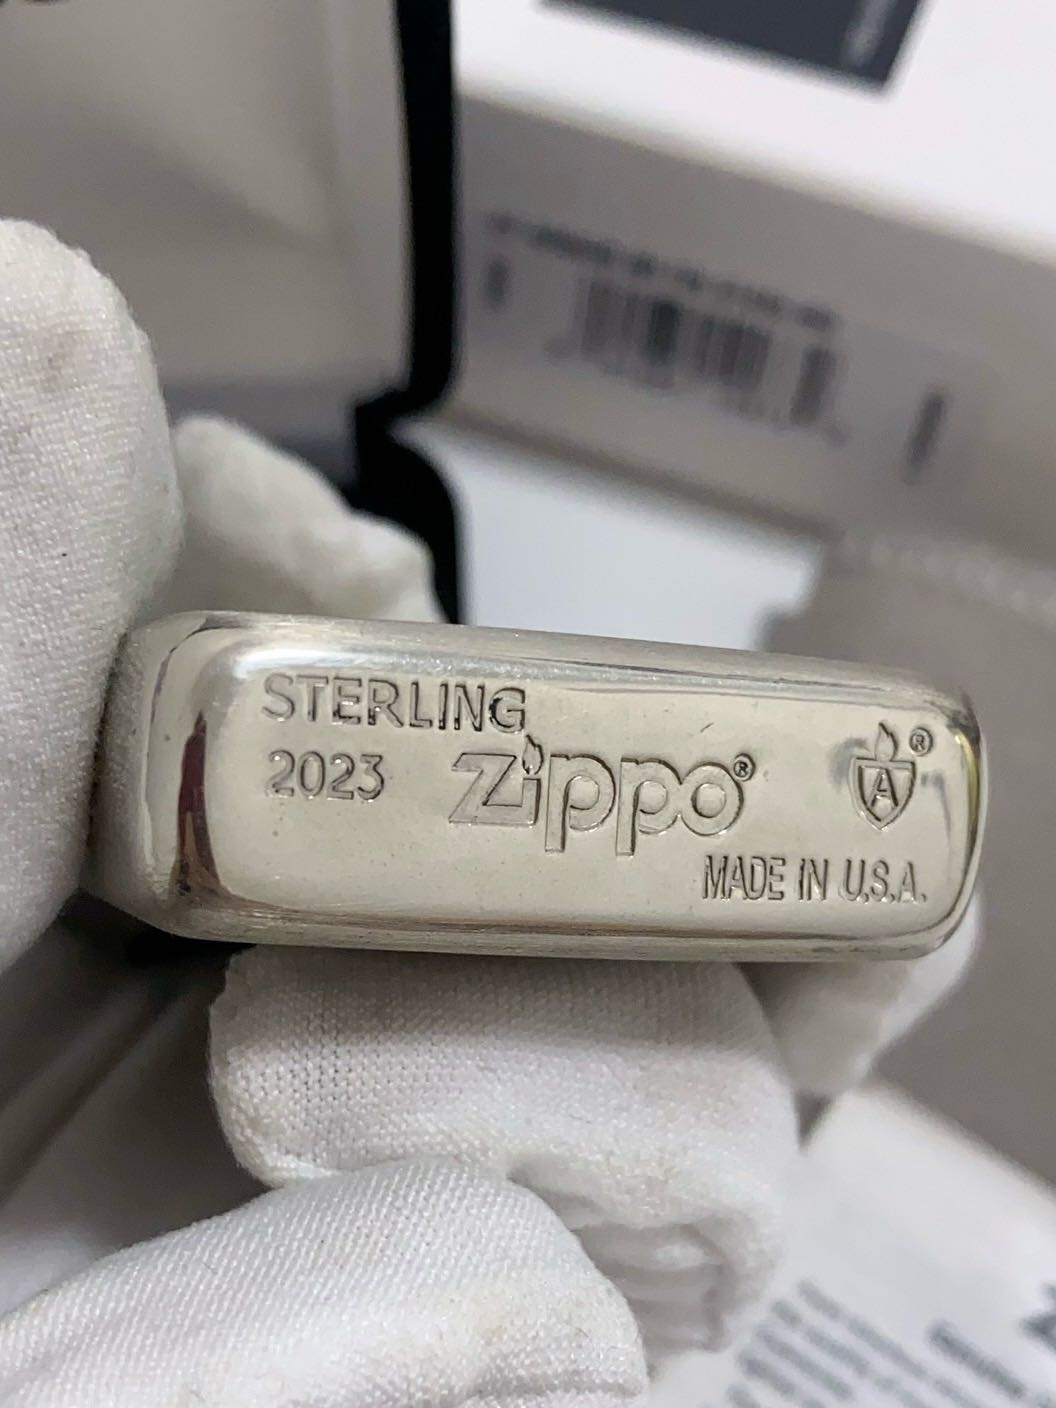 STERLING
2023 zippo®
A®
MADE IN U.S.A.